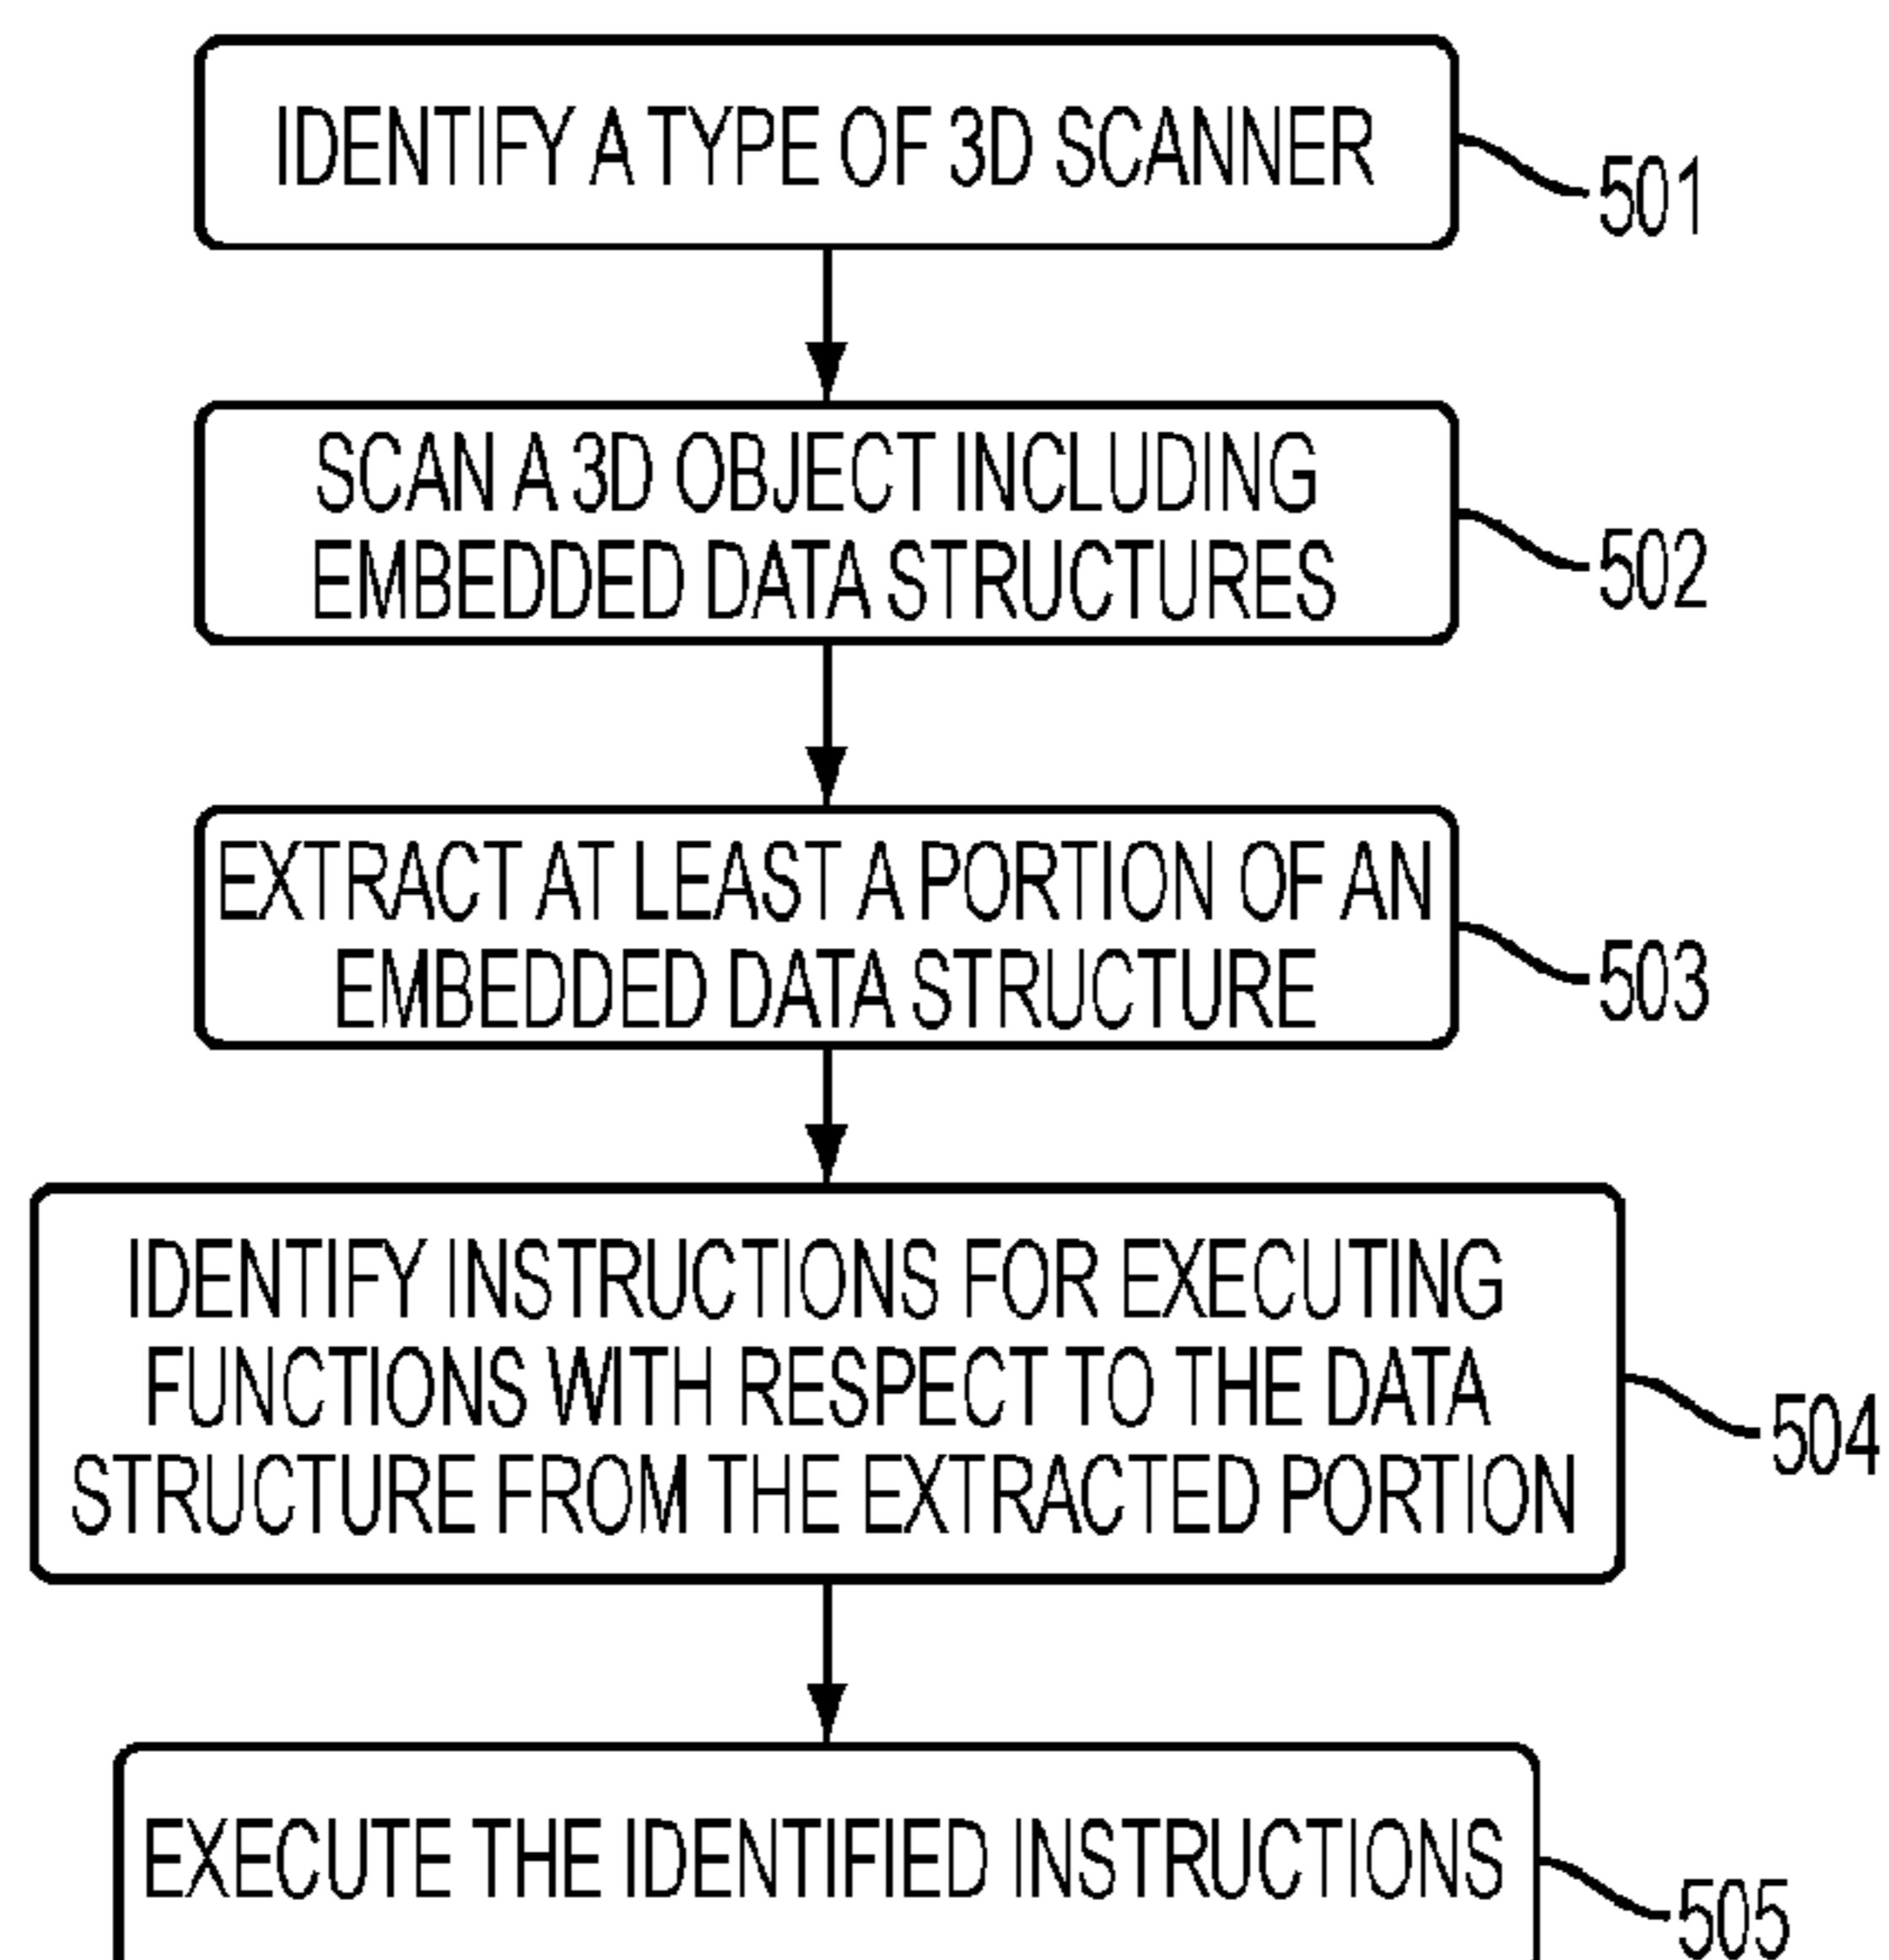 IDENTIFY A TYPE OF 3D SCANNER
501
SCAN A 3D OBJECT INCLUDING
EMBEDDED DATA STRUCTURES
502
EXTRACT AT LEAST A PORTION OF AN
EMBEDDED DATA STRUCTURE
503
IDENTIFY INSTRUCTIONS FOR EXECUTING
FUNCTIONS WITH RESPECT TO THE DATA
STRUCTURE FROM THE EXTRACTED PORTION
504
EXECUTE THE IDENTIFIED INSTRUCTIONS
505